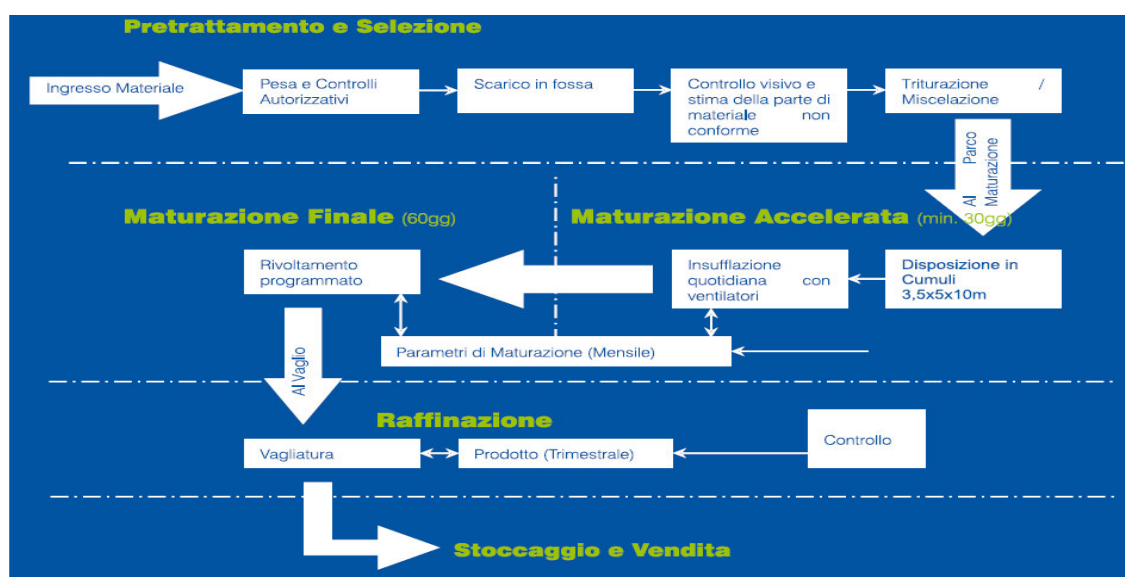 Pretrattamento e Selezione
Ingresso Materiale
Pesa e Controlli
Autorizzativi
Scarico in fossa
Controllo visivo e
stima della parte di
materiale non
conforme
Triturazione /
Miscelazione
Al Parco
Maturazione
Maturazione Finale (60gg)
Maturazione Accelerata (min. 30gg)
Rivoltamento
programmato
Insufflazione
quotidiana con
ventilatori
Disposizione in
Cumuli
3,5x5x10m
Parametri di Maturazione (Mensile)
Al Vaglio
Raffinazione
Vagliatura
Prodotto (Trimestrale)
Controllo
Stoccaggio e Vendita